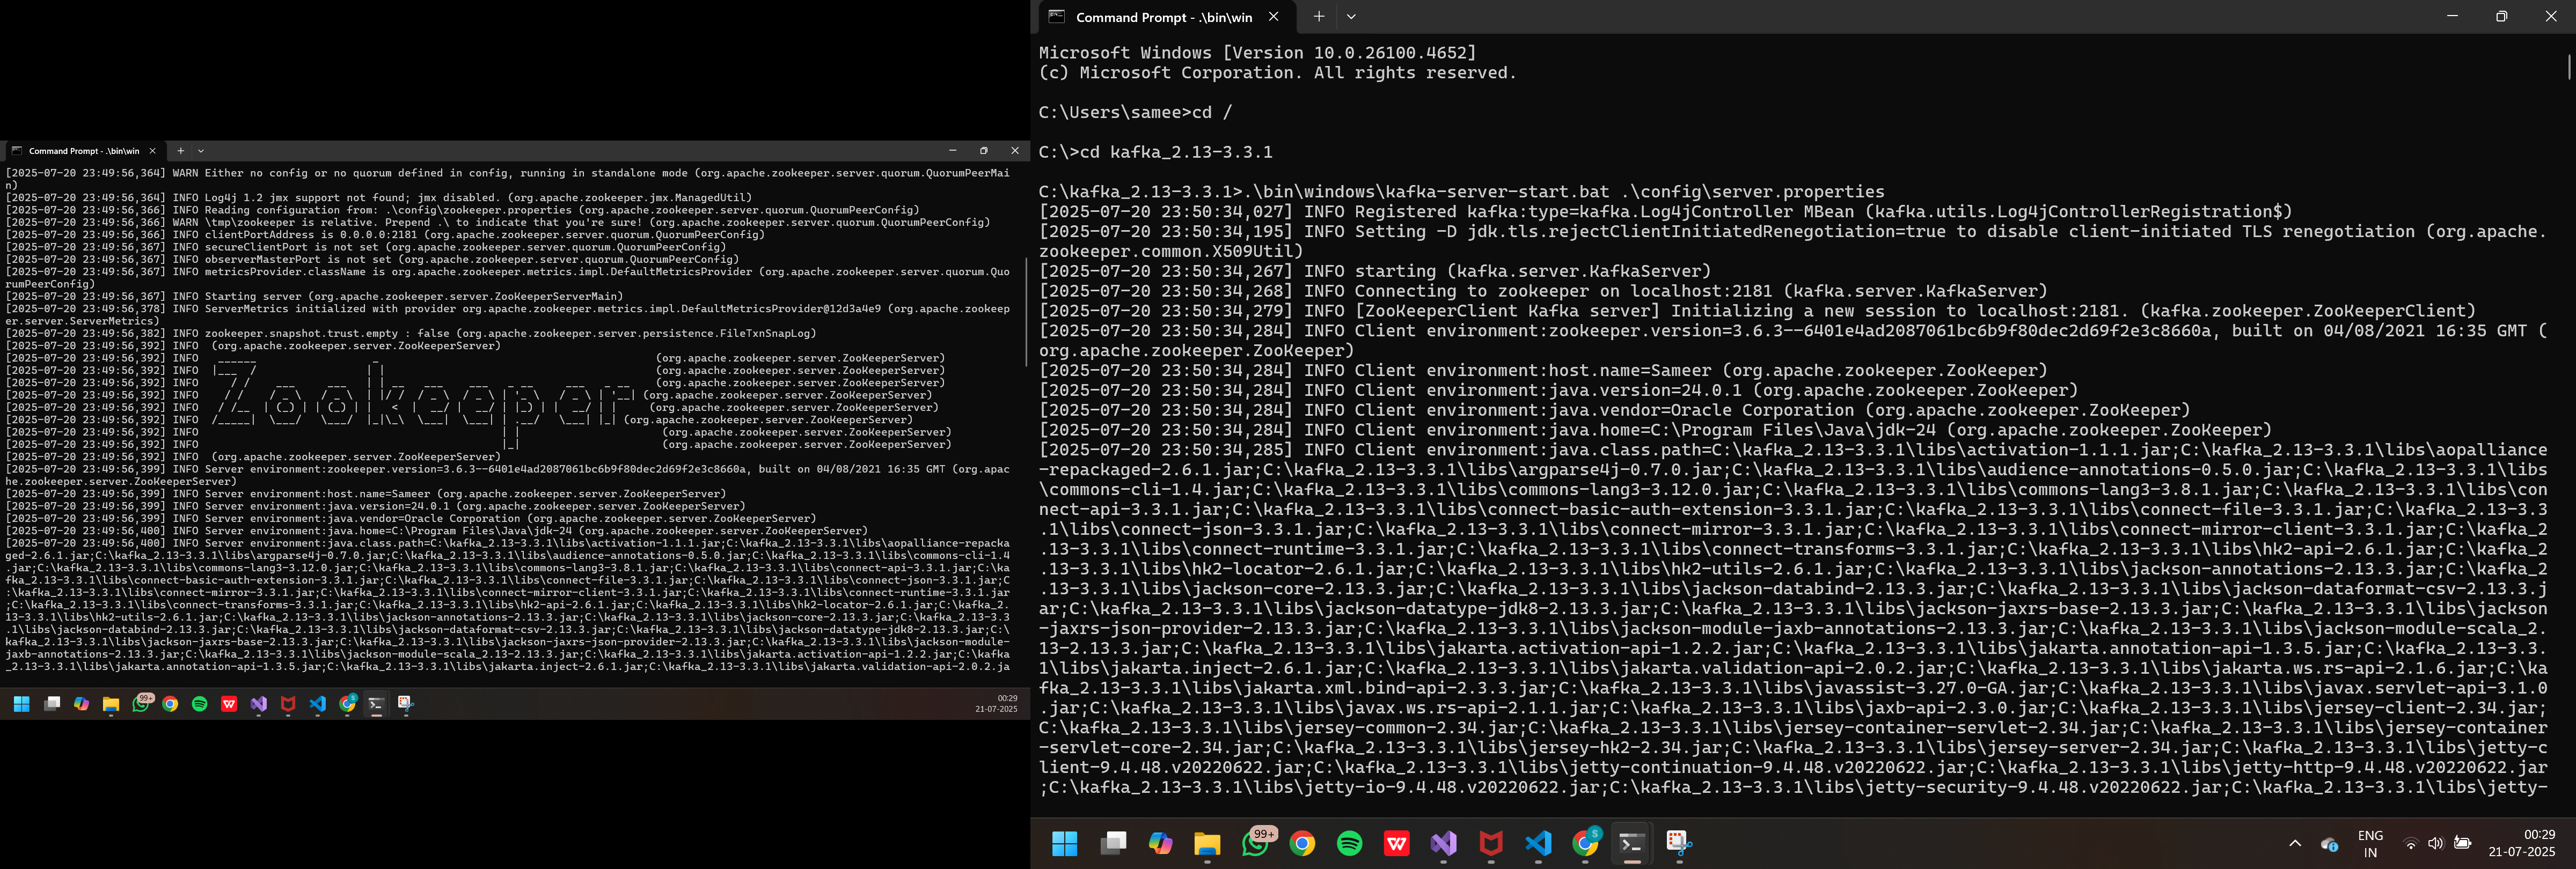 Command Prompt - .\bin\win
[2025-07-20 23:49:56,364] WARN Either no config or no quorum defined in config, running in standalone mode (org.apache.zookeeper.server.quorum.QuorumPeerMai
n)
[2025-07-20 23:49:56,364] INFO Log4j 1.2 jmx support not found; jmx disabled. (org.apache.zookeeper.jmx.ManagedUtil)
[2025-07-20 23:49:56,366] INFO Reading configuration from: .\config\zookeeper.properties (org.apache.zookeeper.server.quorum.QuorumPeerConfig)
[2025-07-20 23:49:56,366] WARN \tmp\zookeeper is relative. Prepend .\ to indicate that you're sure! (org.apache.zookeeper.server.quorum.QuorumPeerConfig)
[2025-07-20 23:49:56,366] INFO clientPortAddress is 0.0.0.0:2181 (org.apache.zookeeper.server.quorum.QuorumPeerConfig)
[2025-07-20 23:49:56,367] INFO secureClientPort is not set (org.apache.zookeeper.server.quorum.QuorumPeerConfig)
[2025-07-20 23:49:56,367] INFO observerMasterPort is not set (org.apache.zookeeper.server.quorum.QuorumPeerConfig)
[2025-07-20 23:49:56,367] INFO metricsProvider.className is org.apache.zookeeper.metrics.impl.DefaultMetricsProvider (org.apache.zookeeper.server.quorum.Quo
rumPeerConfig)
[2025-07-20 23:49:56,367] INFO Starting server (org.apache.zookeeper.server.ZooKeeperServerMain)
[2025-07-20 23:49:56,378] INFO ServerMetrics initialized with provider org.apache.zookeeper.metrics.impl.DefaultMetricsProvider@12d3a4e9 (org.apache.zookeep
er.server.ServerMetrics)
[2025-07-20 23:49:56,382] INFO zookeeper.snapshot.trust.empty : false (org.apache.zookeeper.server.persistence.FileTxnSnapLog)
[2025-07-20 23:49:56,392] INFO  (org.apache.zookeeper.server.ZooKeeperServer)
[2025-07-20 23:49:56,392] INFO   ______                  _                                           (org.apache.zookeeper.server.ZooKeeperServer)
[2025-07-20 23:49:56,392] INFO  |___  /                 | |                                          (org.apache.zookeeper.server.ZooKeeperServer)
[2025-07-20 23:49:56,392] INFO     / /    ___     ___   | | __   ___    ___   _ __     ___   _ __    (org.apache.zookeeper.server.ZooKeeperServer)
[2025-07-20 23:49:56,392] INFO    / /    / _ \   / _ \  | |/ /  / _ \  / _ \ | '_ \   / _ \ | '__| (org.apache.zookeeper.server.ZooKeeperServer)
[2025-07-20 23:49:56,392] INFO   / /__  | (_) | | (_) | |   <  |  __/ |  __/ | |_) | |  __/ | |     (org.apache.zookeeper.server.ZooKeeperServer)
[2025-07-20 23:49:56,392] INFO  /_____|  \___/   \___/  |_|\_\  \___|  \___| | .__/   \___| |_| (org.apache.zookeeper.server.ZooKeeperServer)
[2025-07-20 23:49:56,392] INFO                                               | |                      (org.apache.zookeeper.server.ZooKeeperServer)
[2025-07-20 23:49:56,392] INFO                                               |_|                      (org.apache.zookeeper.server.ZooKeeperServer)
[2025-07-20 23:49:56,392] INFO  (org.apache.zookeeper.server.ZooKeeperServer)
[2025-07-20 23:49:56,399] INFO Server environment:zookeeper.version=3.6.3--6401e4ad2087061bc6b9f80dec2d69f2e3c8660a, built on 04/08/2021 16:35 GMT (org.apac
he.zookeeper.server.ZooKeeperServer)
[2025-07-20 23:49:56,399] INFO Server environment:host.name=Sameer (org.apache.zookeeper.server.ZooKeeperServer)
[2025-07-20 23:49:56,399] INFO Server environment:java.version=24.0.1 (org.apache.zookeeper.server.ZooKeeperServer)
[2025-07-20 23:49:56,399] INFO Server environment:java.vendor=Oracle Corporation (org.apache.zookeeper.server.ZooKeeperServer)
[2025-07-20 23:49:56,400] INFO Server environment:java.home=C:\Program Files\Java\jdk-24 (org.apache.zookeeper.server.ZooKeeperServer)
[2025-07-20 23:49:56,400] INFO Server environment:java.class.path=C:\kafka_2.13-3.3.1\libs\activation-1.1.1.jar;C:\kafka_2.13-3.3.1\libs\aopalliance-repacka
ged-2.6.1.jar;C:\kafka_2.13-3.3.1\libs\argparse4j-0.7.0.jar;C:\kafka_2.13-3.3.1\libs\audience-annotations-0.5.0.jar;C:\kafka_2.13-3.3.1\libs\commons-cli-1.4
.jar;C:\kafka_2.13-3.3.1\libs\commons-lang3-3.12.0.jar;C:\kafka_2.13-3.3.1\libs\commons-lang3-3.8.1.jar;C:\kafka_2.13-3.3.1\libs\connect-api-3.3.1.jar;C:\ka
fka_2.13-3.3.1\libs\connect-basic-auth-extension-3.3.1.jar;C:\kafka_2.13-3.3.1\libs\connect-file-3.3.1.jar;C:\kafka_2.13-3.3.1\libs\connect-json-3.3.1.jar;C
:\kafka_2.13-3.3.1\libs\connect-mirror-3.3.1.jar;C:\kafka_2.13-3.3.1\libs\connect-mirror-client-3.3.1.jar;C:\kafka_2.13-3.3.1\libs\connect-runtime-3.3.1.jar
;C:\kafka_2.13-3.3.1\libs\connect-transforms-3.3.1.jar;C:\kafka_2.13-3.3.1\libs\hk2-api-2.6.1.jar;C:\kafka_2.13-3.3.1\libs\hk2-locator-2.6.1.jar;C:\kafka_2.
13-3.3.1\libs\hk2-utils-2.6.1.jar;C:\kafka_2.13-3.3.1\libs\jackson-annotations-2.13.3.jar;C:\kafka_2.13-3.3.1\libs\jackson-core-2.13.3.jar;C:\kafka_2.13-3.3
.1\libs\jackson-databind-2.13.3.jar;C:\kafka_2.13-3.3.1\libs\jackson-dataformat-csv-2.13.3.jar;C:\kafka_2.13-3.3.1\libs\jackson-datatype-jdk8-2.13.3.jar;C:\
kafka_2.13-3.3.1\libs\jackson-jaxrs-base-2.13.3.jar;C:\kafka_2.13-3.3.1\libs\jackson-jaxrs-json-provider-2.13.3.jar;C:\kafka_2.13-3.3.1\libs\jackson-module-
jaxb-annotations-2.13.3.jar;C:\kafka_2.13-3.3.1\libs\jackson-module-scala_2.13-2.13.3.jar;C:\kafka_2.13-3.3.1\libs\jakarta.activation-api-1.2.2.jar;C:\kafka
_2.13-3.3.1\libs\jakarta.annotation-api-1.3.5.jar;C:\kafka_2.13-3.3.1\libs\jakarta.inject-2.6.1.jar;C:\kafka_2.13-3.3.1\libs\jakarta.validation-api-2.0.2.ja
99+
00:29
21-07-2025
Command Prompt - .\bin\win
Microsoft Windows [Version 10.0.26100.4652]
(c) Microsoft Corporation. All rights reserved.
C:\Users\samee>cd /
C:\>cd kafka_2.13-3.3.1
C:\kafka_2.13-3.3.1>.\bin\windows\kafka-server-start.bat .\config\server.properties
[2025-07-20 23:50:34,027] INFO Registered kafka:type=kafka.Log4jController MBean (kafka.utils.Log4jControllerRegistration$)
[2025-07-20 23:50:34,195] INFO Setting -D jdk.tls.rejectClientInitiatedRenegotiation=true to disable client-initiated TLS renegotiation (org.apache.
zookeeper.common.X509Util)
[2025-07-20 23:50:34,267] INFO starting (kafka.server.KafkaServer)
[2025-07-20 23:50:34,268] INFO Connecting to zookeeper on localhost:2181 (kafka.server.KafkaServer)
[2025-07-20 23:50:34,279] INFO [ZooKeeperClient Kafka server] Initializing a new session to localhost:2181. (kafka.zookeeper.ZooKeeperClient)
[2025-07-20 23:50:34,284] INFO Client environment:zookeeper.version=3.6.3--6401e4ad2087061bc6b9f80dec2d69f2e3c8660a, built on 04/08/2021 16:35 GMT (
org.apache.zookeeper.ZooKeeper)
[2025-07-20 23:50:34,284] INFO Client environment:host.name=Sameer (org.apache.zookeeper.ZooKeeper)
[2025-07-20 23:50:34,284] INFO Client environment:java.version=24.0.1 (org.apache.zookeeper.ZooKeeper)
[2025-07-20 23:50:34,284] INFO Client environment:java.vendor=Oracle Corporation (org.apache.zookeeper.ZooKeeper)
[2025-07-20 23:50:34,284] INFO Client environment:java.home=C:\Program Files\Java\jdk-24 (org.apache.zookeeper.ZooKeeper)
[2025-07-20 23:50:34,285] INFO Client environment:java.class.path=C:\kafka_2.13-3.3.1\libs\activation-1.1.1.jar;C:\kafka_2.13-3.3.1\libs\aopalliance
-repackaged-2.6.1.jar;C:\kafka_2.13-3.3.1\libs\argparse4j-0.7.0.jar;C:\kafka_2.13-3.3.1\libs\audience-annotations-0.5.0.jar;C:\kafka_2.13-3.3.1\libs
\commons-cli-1.4.jar;C:\kafka_2.13-3.3.1\libs\commons-lang3-3.12.0.jar;C:\kafka_2.13-3.3.1\libs\commons-lang3-3.8.1.jar;C:\kafka_2.13-3.3.1\libs\con
nect-api-3.3.1.jar;C:\kafka_2.13-3.3.1\libs\connect-basic-auth-extension-3.3.1.jar;C:\kafka_2.13-3.3.1\libs\connect-file-3.3.1.jar;C:\kafka_2.13-3.3
.1\libs\connect-json-3.3.1.jar;C:\kafka_2.13-3.3.1\libs\connect-mirror-3.3.1.jar;C:\kafka_2.13-3.3.1\libs\connect-mirror-client-3.3.1.jar;C:\kafka_2
.13-3.3.1\libs\connect-runtime-3.3.1.jar;C:\kafka_2.13-3.3.1\libs\connect-transforms-3.3.1.jar;C:\kafka_2.13-3.3.1\libs\hk2-api-2.6.1.jar;C:\kafka_2
.13-3.3.1\libs\hk2-locator-2.6.1.jar;C:\kafka_2.13-3.3.1\libs\hk2-utils-2.6.1.jar;C:\kafka_2.13-3.3.1\libs\jackson-annotations-2.13.3.jar;C:\kafka_2
.13-3.3.1\libs\jackson-core-2.13.3.jar;C:\kafka_2.13-3.3.1\libs\jackson-databind-2.13.3.jar;C:\kafka_2.13-3.3.1\libs\jackson-dataformat-csv-2.13.3.j
ar;C:\kafka_2.13-3.3.1\libs\jackson-datatype-jdk8-2.13.3.jar;C:\kafka_2.13-3.3.1\libs\jackson-jaxrs-base-2.13.3.jar;C:\kafka_2.13-3.3.1\libs\jackson
-jaxrs-json-provider-2.13.3.jar;C:\kafka_2.13-3.3.1\libs\jackson-module-jaxb-annotations-2.13.3.jar;C:\kafka_2.13-3.3.1\libs\jackson-module-scala_2.
13-2.13.3.jar;C:\kafka_2.13-3.3.1\libs\jakarta.activation-api-1.2.2.jar;C:\kafka_2.13-3.3.1\libs\jakarta.annotation-api-1.3.5.jar;C:\kafka_2.13-3.3.
1\libs\jakarta.inject-2.6.1.jar;C:\kafka_2.13-3.3.1\libs\jakarta.validation-api-2.0.2.jar;C:\kafka_2.13-3.3.1\libs\jakarta.ws.rs-api-2.1.6.jar;C:\ka
fka_2.13-3.3.1\libs\jakarta.xml.bind-api-2.3.3.jar;C:\kafka_2.13-3.3.1\libs\javassist-3.27.0-GA.jar;C:\kafka_2.13-3.3.1\libs\javax.servlet-api-3.1.0
.jar;C:\kafka_2.13-3.3.1\libs\javax.ws.rs-api-2.1.1.jar;C:\kafka_2.13-3.3.1\libs\jaxb-api-2.3.0.jar;C:\kafka_2.13-3.3.1\libs\jersey-client-2.34.jar;
C:\kafka_2.13-3.3.1\libs\jersey-common-2.34.jar;C:\kafka_2.13-3.3.1\libs\jersey-container-servlet-2.34.jar;C:\kafka_2.13-3.3.1\libs\jersey-container
-servlet-core-2.34.jar;C:\kafka_2.13-3.3.1\libs\jersey-hk2-2.34.jar;C:\kafka_2.13-3.3.1\libs\jersey-server-2.34.jar;C:\kafka_2.13-3.3.1\libs\jetty-c
lient-9.4.48.v20220622.jar;C:\kafka_2.13-3.3.1\libs\jetty-continuation-9.4.48.v20220622.jar;C:\kafka_2.13-3.3.1\libs\jetty-http-9.4.48.v20220622.jar
;C:\kafka_2.13-3.3.1\libs\jetty-io-9.4.48.v20220622.jar;C:\kafka_2.13-3.3.1\libs\jetty-security-9.4.48.v20220622.jar;C:\kafka_2.13-3.3.1\libs\jetty-
99+
S
ENG
IN
00:29
21-07-2025